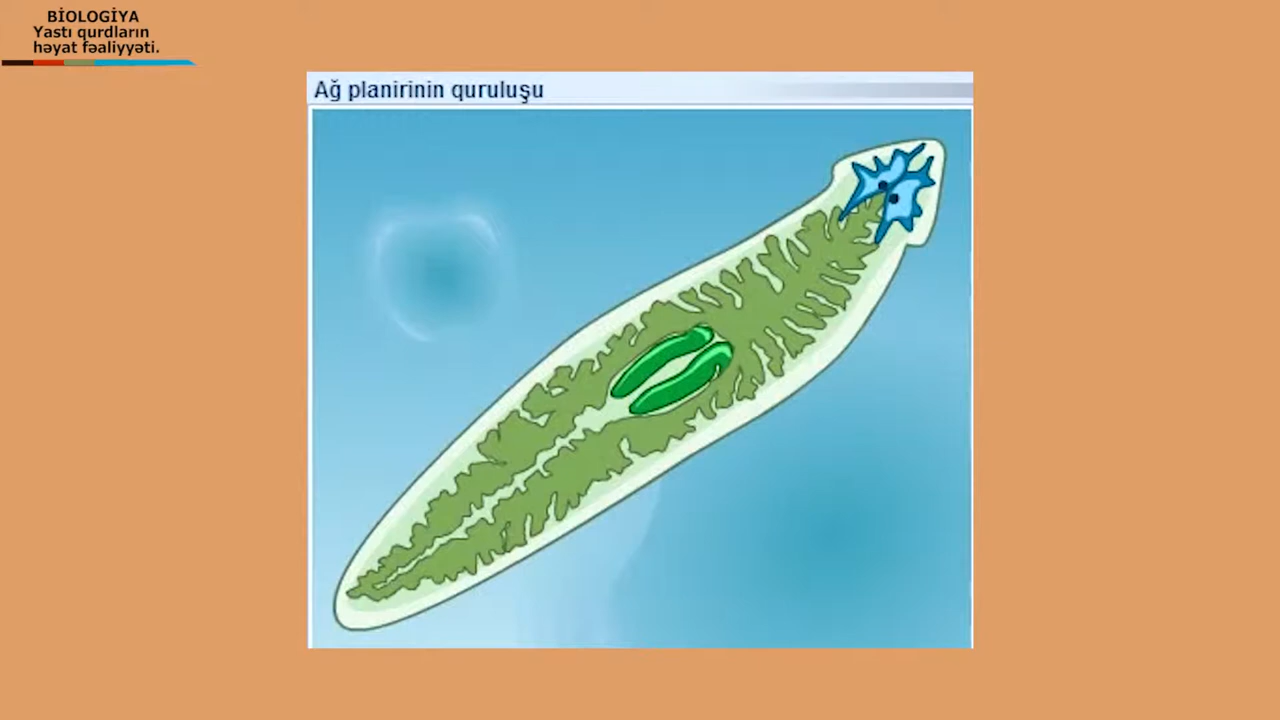 BİOLOGİYA
Yastı qurdların
həyat fəaliyyəti.
Ağ planirinin quruluşu